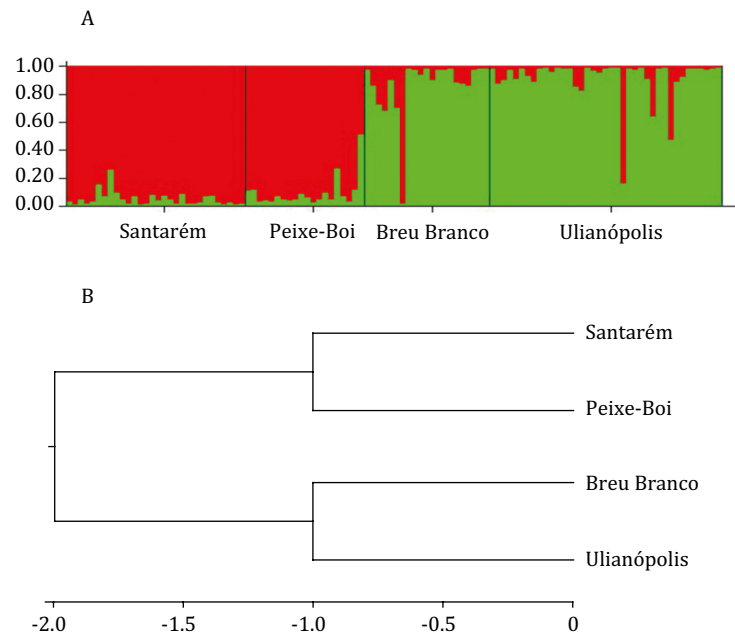 A
1.00
0.80
0.60
0.40
0.20
0.00
Santarém Peixe-Boi Breu Branco Ulianópolis
B
Santarém
Peixe-Boi
Breu Branco
Ulianópolis
-2.0 -1.5 -1.0 -0.5 0